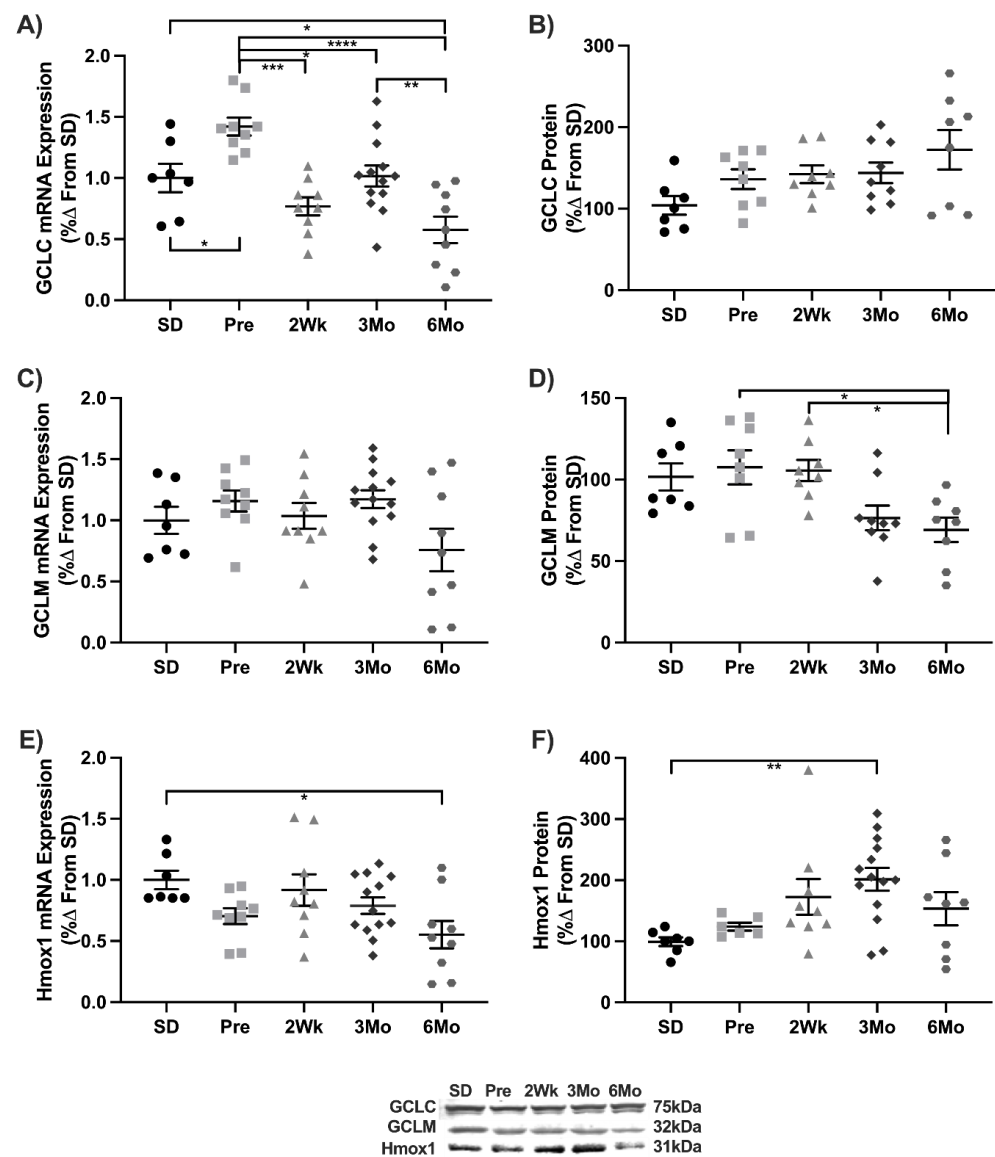 A)
GCLC mRNA Expression
(%Δ From SD)
2.0
1.5
1.0
0.5
0.0
*
****
*
***
**
*
SD Pre 2Wk 3Mo 6Mo
B)
GCLC Protein
(%Δ From SD)
300
200
100
0
SD Pre 2Wk 3Mo 6Mo
C)
GCLM mRNA Expression
(%Δ From SD)
2.0
1.5
1.0
0.5
0.0
SD Pre 2Wk 3Mo 6Mo
D)
GCLM Protein
(%Δ From SD)
150
100
50
0
*
*
SD Pre 2Wk 3Mo 6Mo
E)
Hmox1 mRNA Expression
(%Δ From SD)
2.0
1.5
1.0
0.5
0.0
*
SD Pre 2Wk 3Mo 6Mo
F)
Hmox1 Protein
(%Δ From SD)
400
300
200
100
0
**
SD Pre 2Wk 3Mo 6Mo
SD Pre 2Wk 3Mo 6Mo
GCLC 75kDa
GCLM 32kDa
Hmox1 31kDa